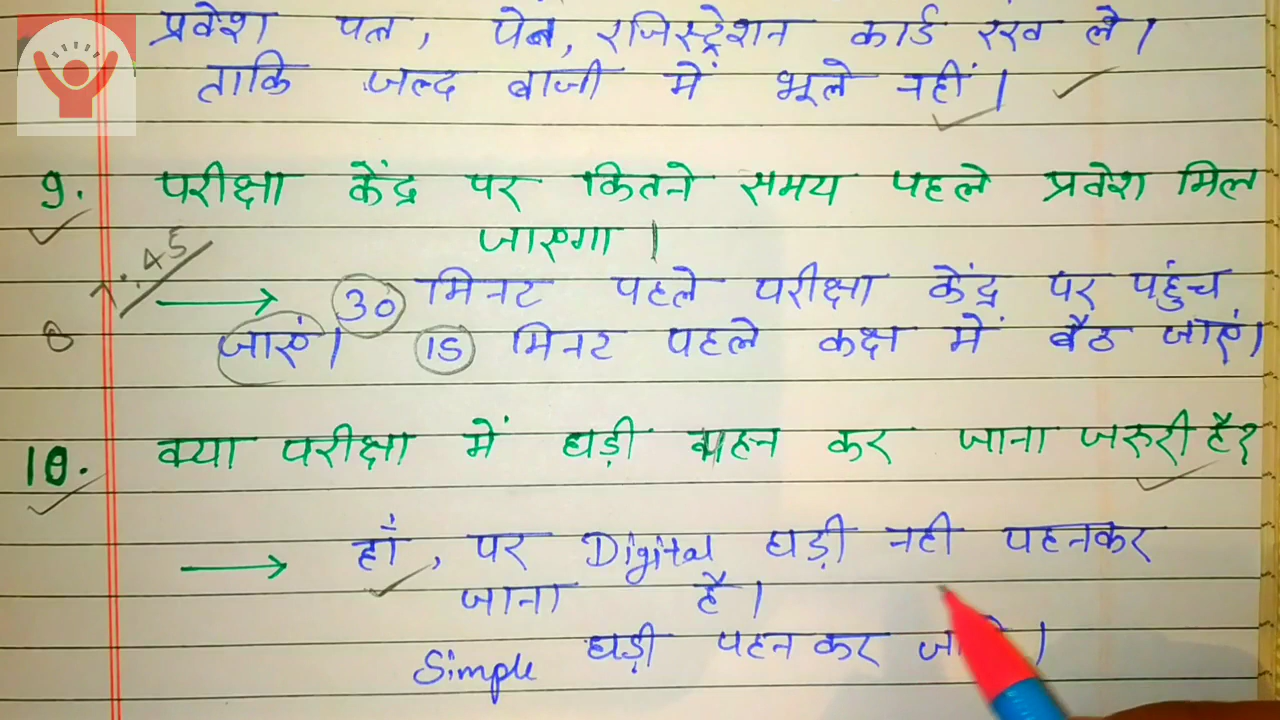 प्रवेश पत्र, पेन, रजिस्ट्रेशन कार्ड रख ले।
ताकि जल्द बाजी में भूले नहीं।
9. परीक्षा केंद्र पर कितने समय पहले प्रवेश मिल
जाएगा।
30 मिनट पहले परीक्षा केंद्र पर पहुंच
जाएं। 15 मिनट पहले कक्ष में बैठ जाएं।
10. क्या परीक्षा में घड़ी पहन कर जाना जरुरी है?
→ हाँ, पर Digital घड़ी नही पहनकर
जाना है।
Simple घड़ी पहन कर